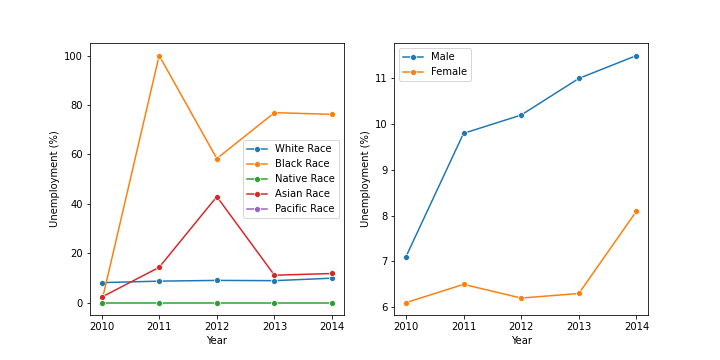 100
80
60
40
20
0
Unemployment (%)
2010 2011 2012 2013 2014
Year
White Race
Black Race
Native Race
Asian Race
Pacific Race
11
10
9
8
7
6
Unemployment (%)
2010 2011 2012 2013 2014
Year
Male
Female